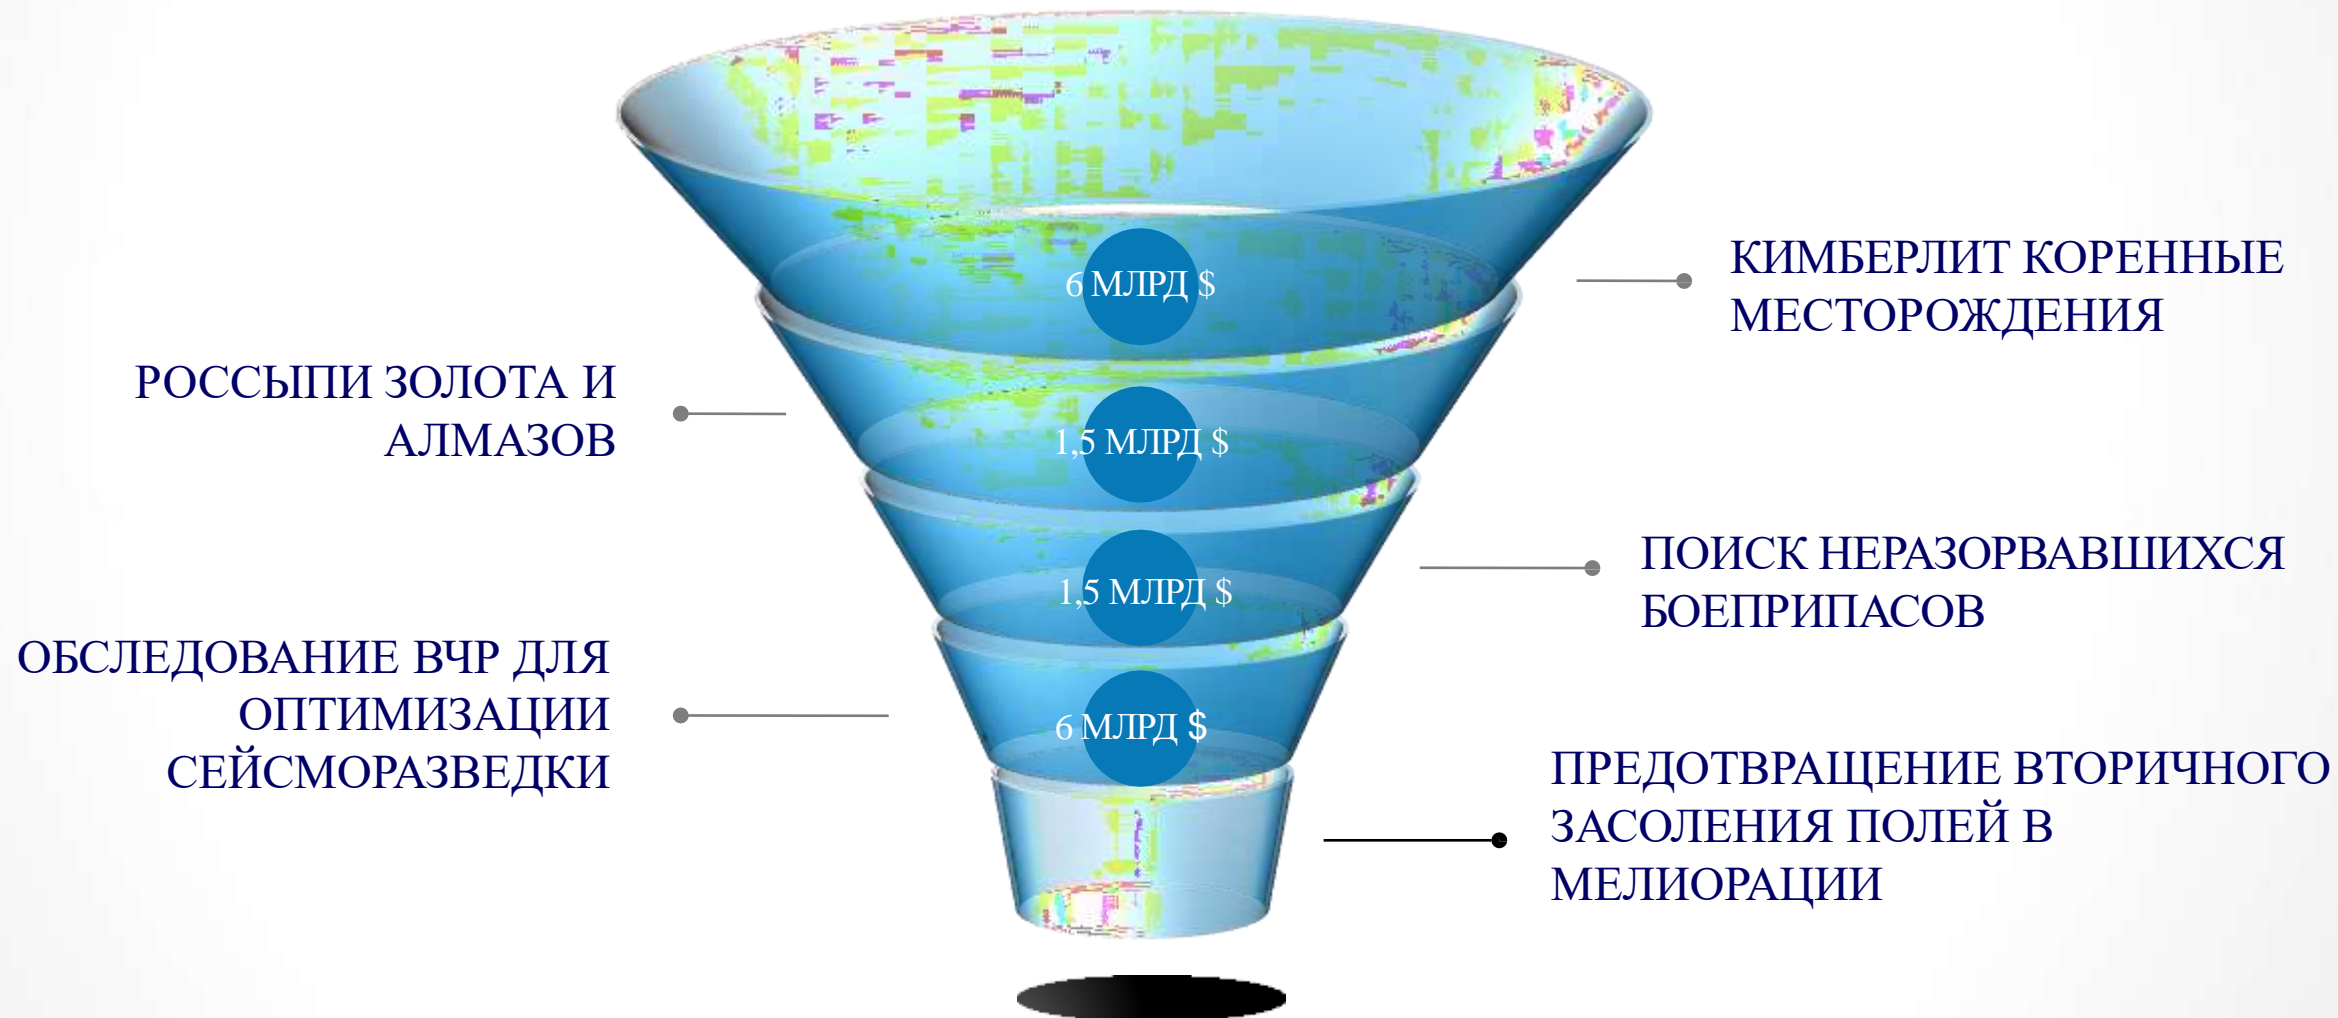 6 МЛРД $
КИМБЕРЛИТ КОРЕННЫЕ
МЕСТОРОЖДЕНИЯ
РОССЫПИ ЗОЛОТА И
АЛМАЗОВ
1,5 МЛРД $
1,5 МЛРД $
ПОИСК НЕРАЗОРВАВШИХСЯ
БОЕПРИПАСОВ
ОБСЛЕДОВАНИЕ ВЧР ДЛЯ
ОПТИМИЗАЦИИ
СЕЙСМОРАЗВЕДКИ
6 МЛРД $
ПРЕДОТВРАЩЕНИЕ ВТОРИЧНОГО
ЗАСОЛЕНИЯ ПОЛЕЙ В
МЕЛИОРАЦИИ